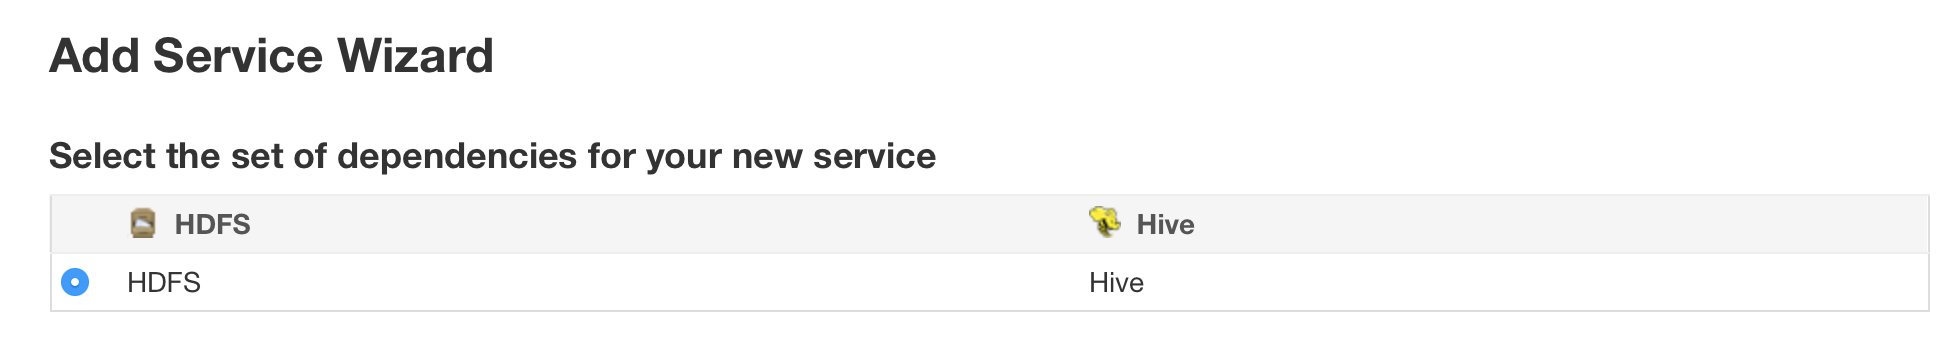 Add Service Wizard
Select the set of dependencies for your new service
HDFS Hive
HDFS Hive